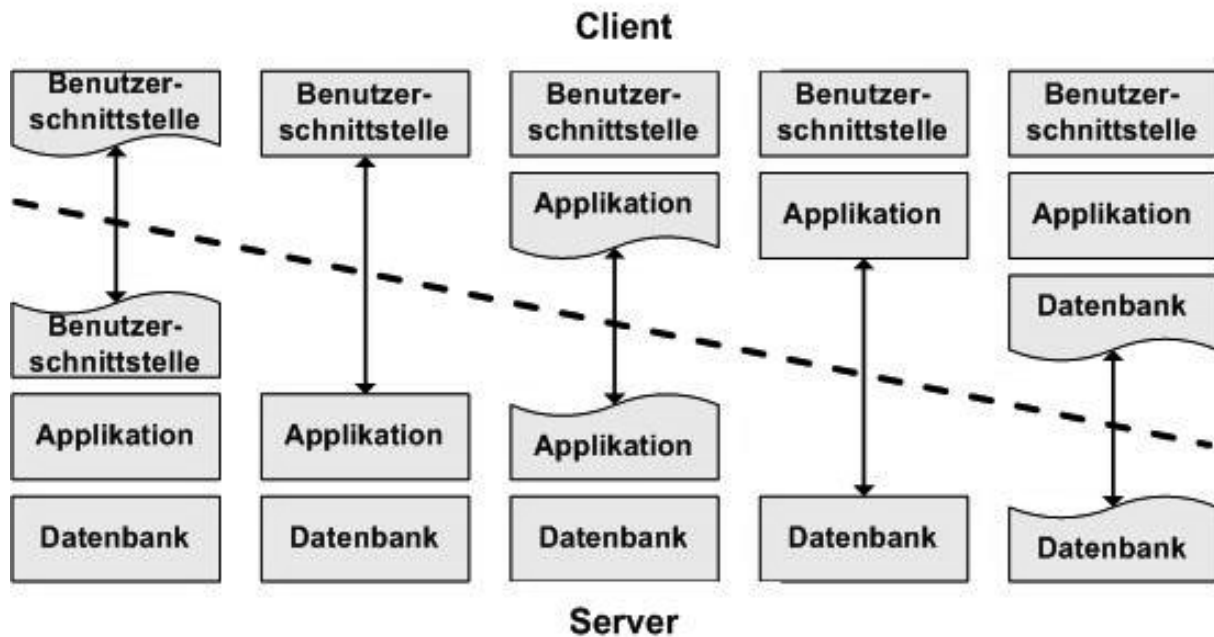 Client
Benutzer-
schnittstelle
Benutzer-
schnittstelle
Benutzer-
schnittstelle
Benutzer-
schnittstelle
Benutzer-
schnittstelle
Applikation
Applikation
Applikation
Benutzer-
schnittstelle
Datenbank
Applikation
Applikation
Applikation
Datenbank
Datenbank
Datenbank
Datenbank
Datenbank
Server